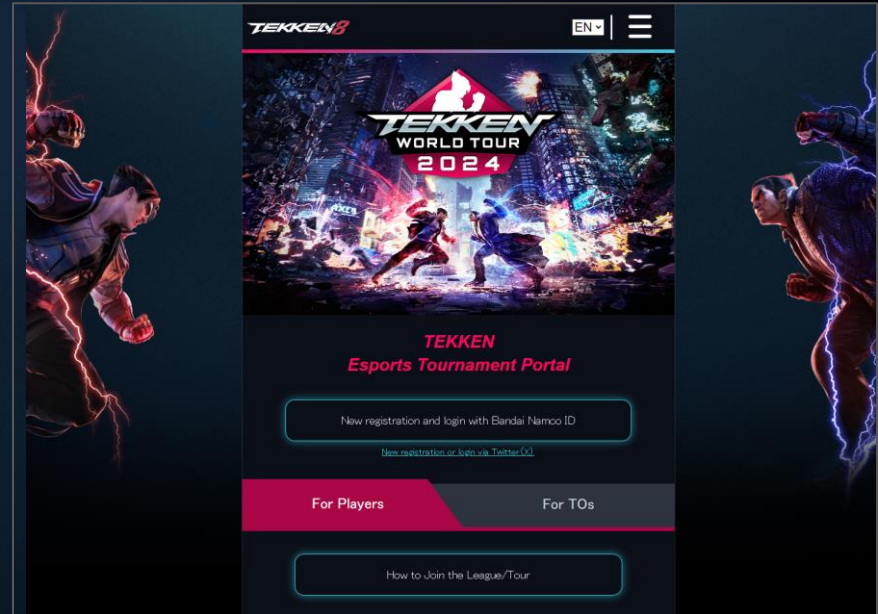 TEKKEN8
EN
TEKKEN
WORLD TOUR
2024
TEKKEN
Esports Tournament Portal
New registration and login with Bandai Namco ID
New registration or login via Twitter(X)
For Players
For TOs
How to Join the League/Tour